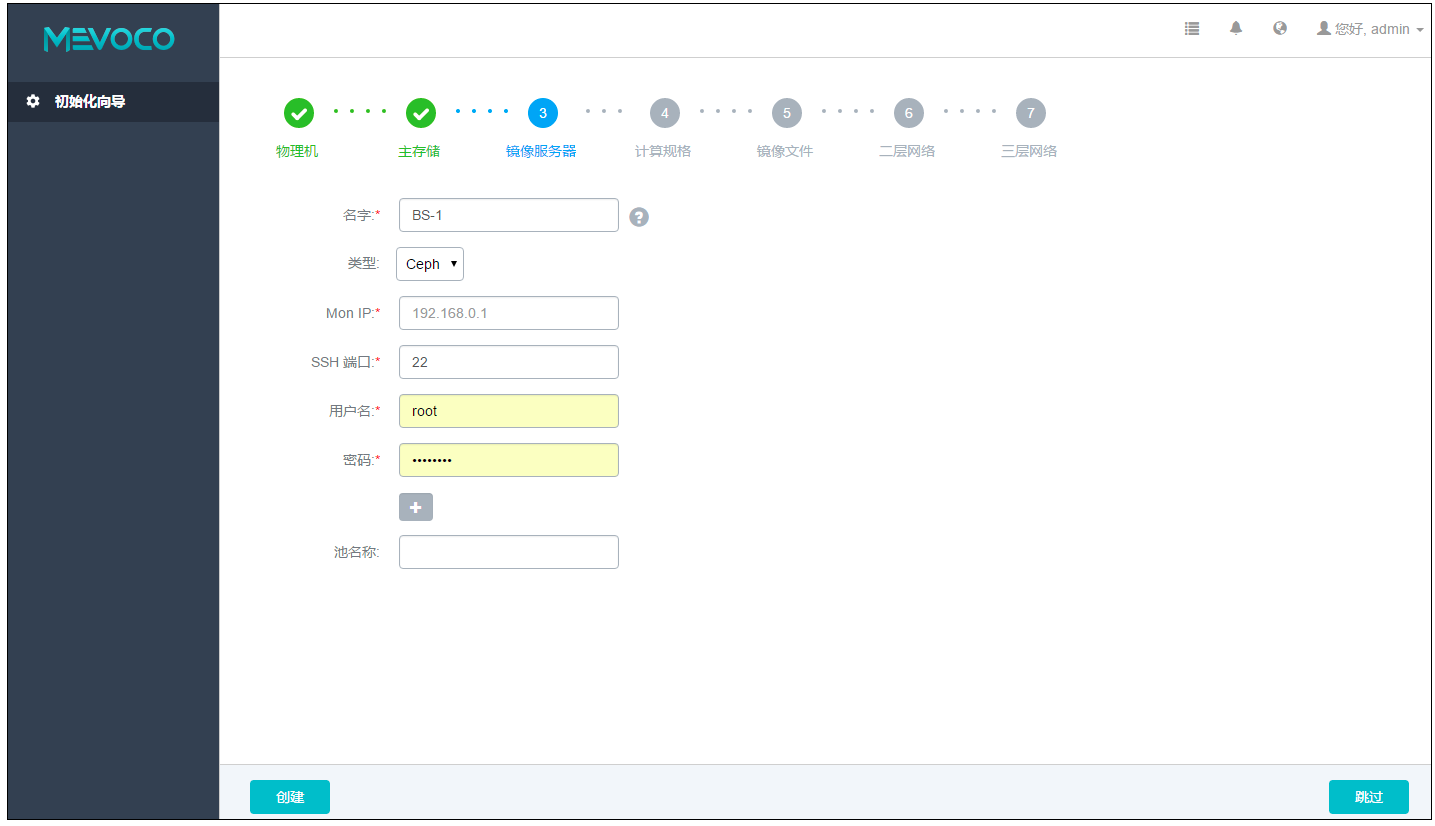 MEVOCO
您好, admin
初始化向导
3 4 5 6 7
物理机 主存储 镜像服务器 计算规格 镜像文件 二层网络 三层网络
名字:* BS-1
类型: Ceph
Mon IP:* 192.168.0.1
SSH 端口:* 22
用户名:* root
密码:* ••••••••
池名称:
创建 跳过